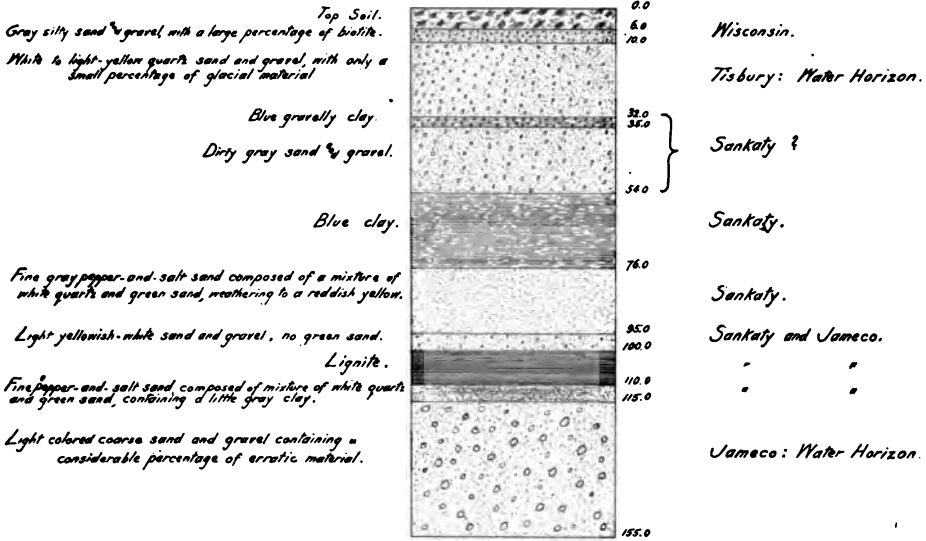 Top Soil.
0.0
Gray silty sand & gravel, with a large percentage of biotite.
6.0
10.0
Wisconsin.
White to light-yellow quartz sand and gravel, with only a
small percentage of glacial material
Tisbury: Water Horizon.
Blue gravelly clay.
32.0
35.0
Dirty gray sand & gravel.
Sankaty ?
54.0
Blue clay.
Sankaty.
76.0
Fine gray pepper-and-salt sand composed of a mixture of
white quartz and green sand, weathering to a reddish yellow.
Sankaty.
95.0
Light yellowish-white sand and gravel, no green sand.
Sankaty and Jameco.
100.0
Lignite.
" "
110.0
Fine pepper-and-salt sand, composed of mixture of white quartz
and green sand, containing a little gray clay.
" "
115.0
Light colored coarse sand and gravel containing a
considerable percentage of erratic material.
Jameco: Water Horizon.
155.0